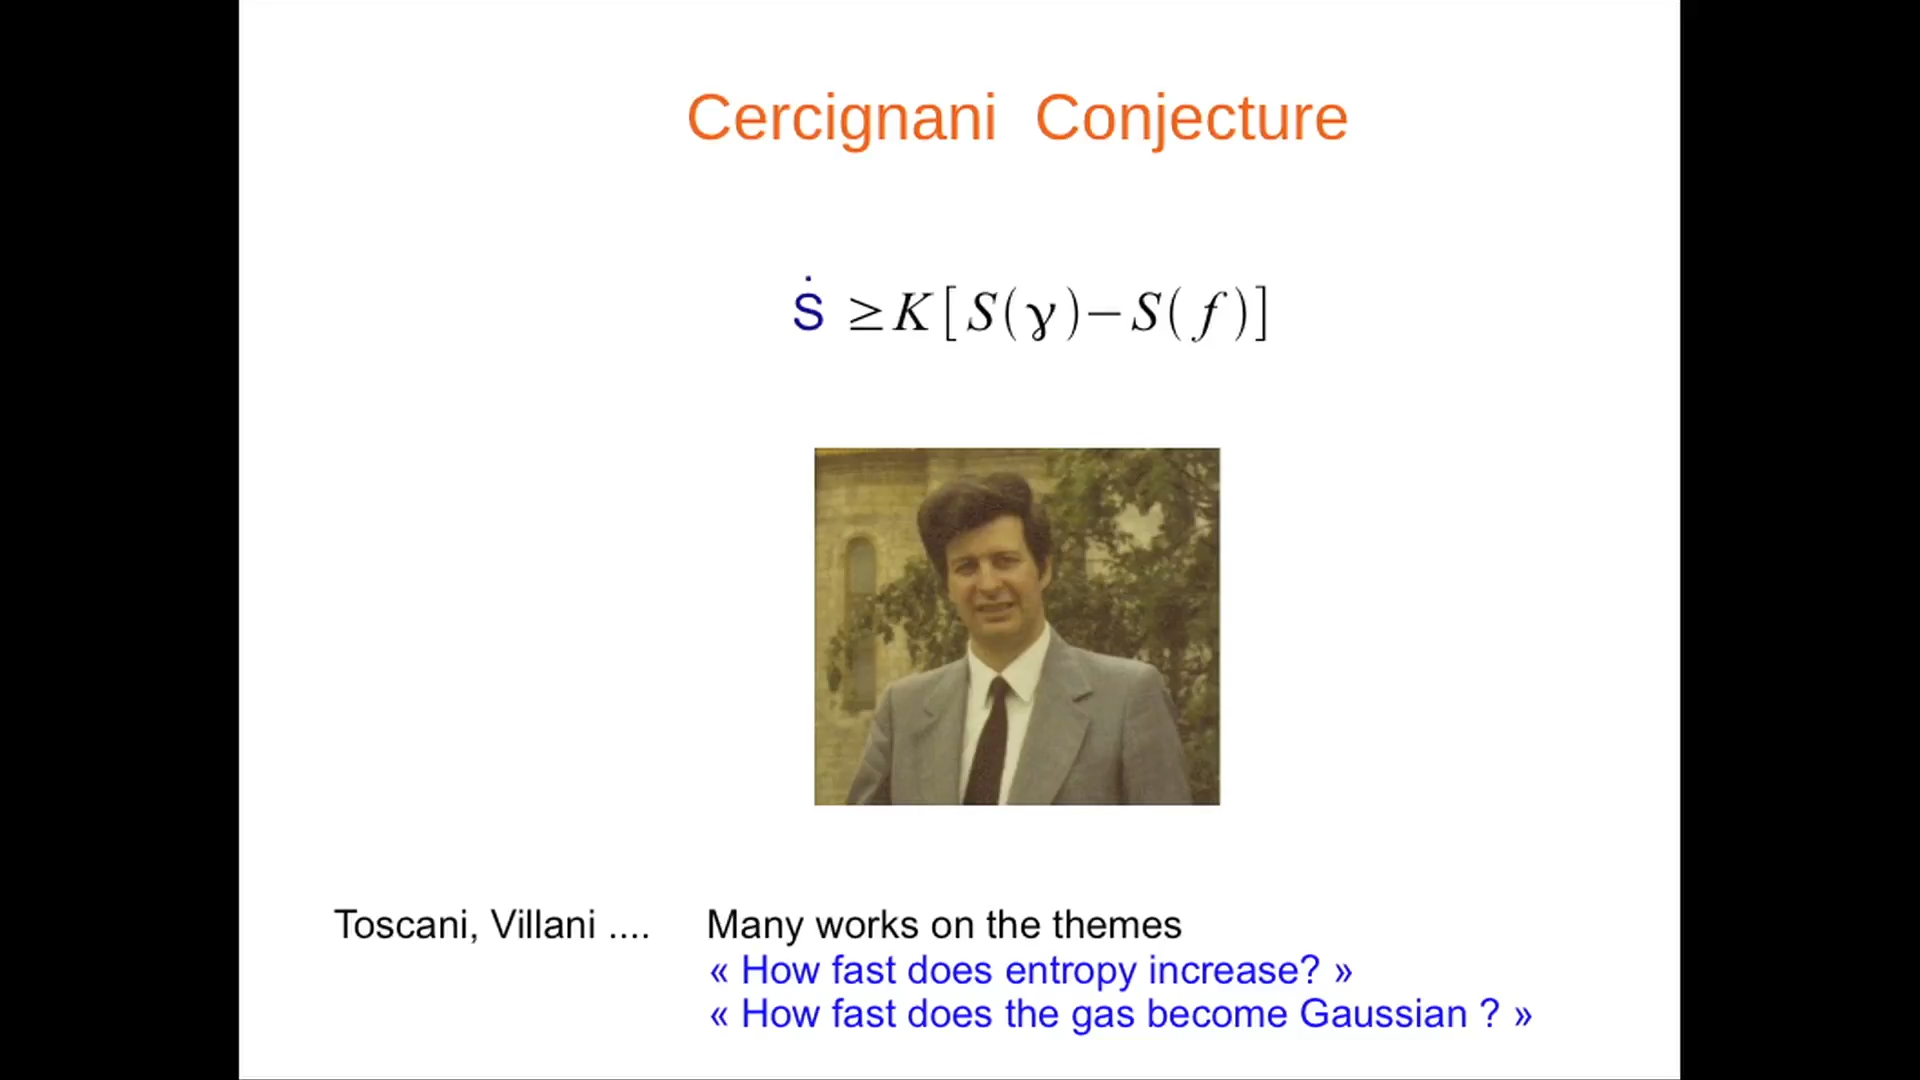 Cercignani Conjecture
Ṡ ≥ K[S(γ)−S(f)]
Toscani, Villani .... Many works on the themes
« How fast does entropy increase? »
« How fast does the gas become Gaussian ? »